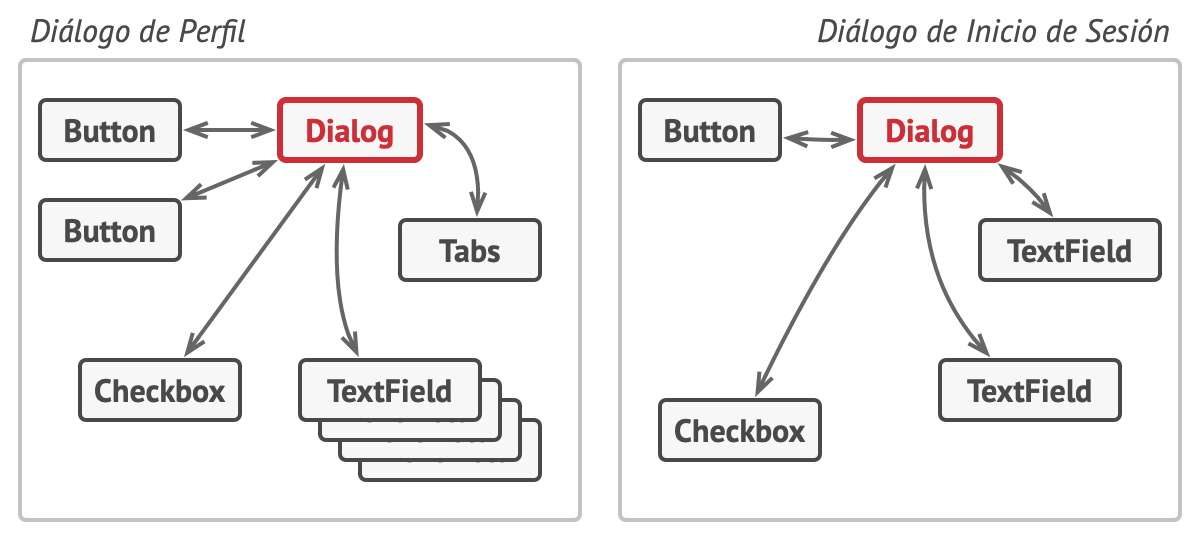 Diálogo de Perfil
Button
Dialog
Button
Tabs
Checkbox
TextField
Diálogo de Inicio de Sesión
Button
Dialog
TextField
TextField
Checkbox